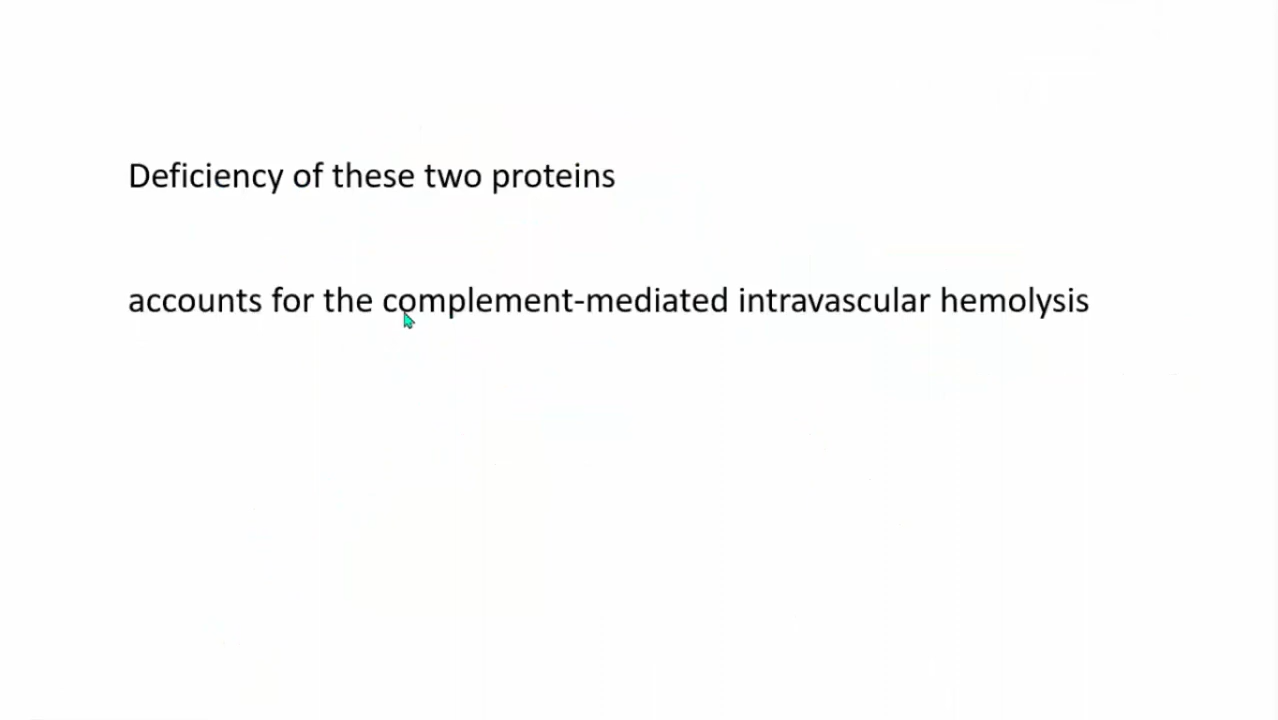 Deficiency of these two proteins
accounts for the complement-mediated intravascular hemolysis